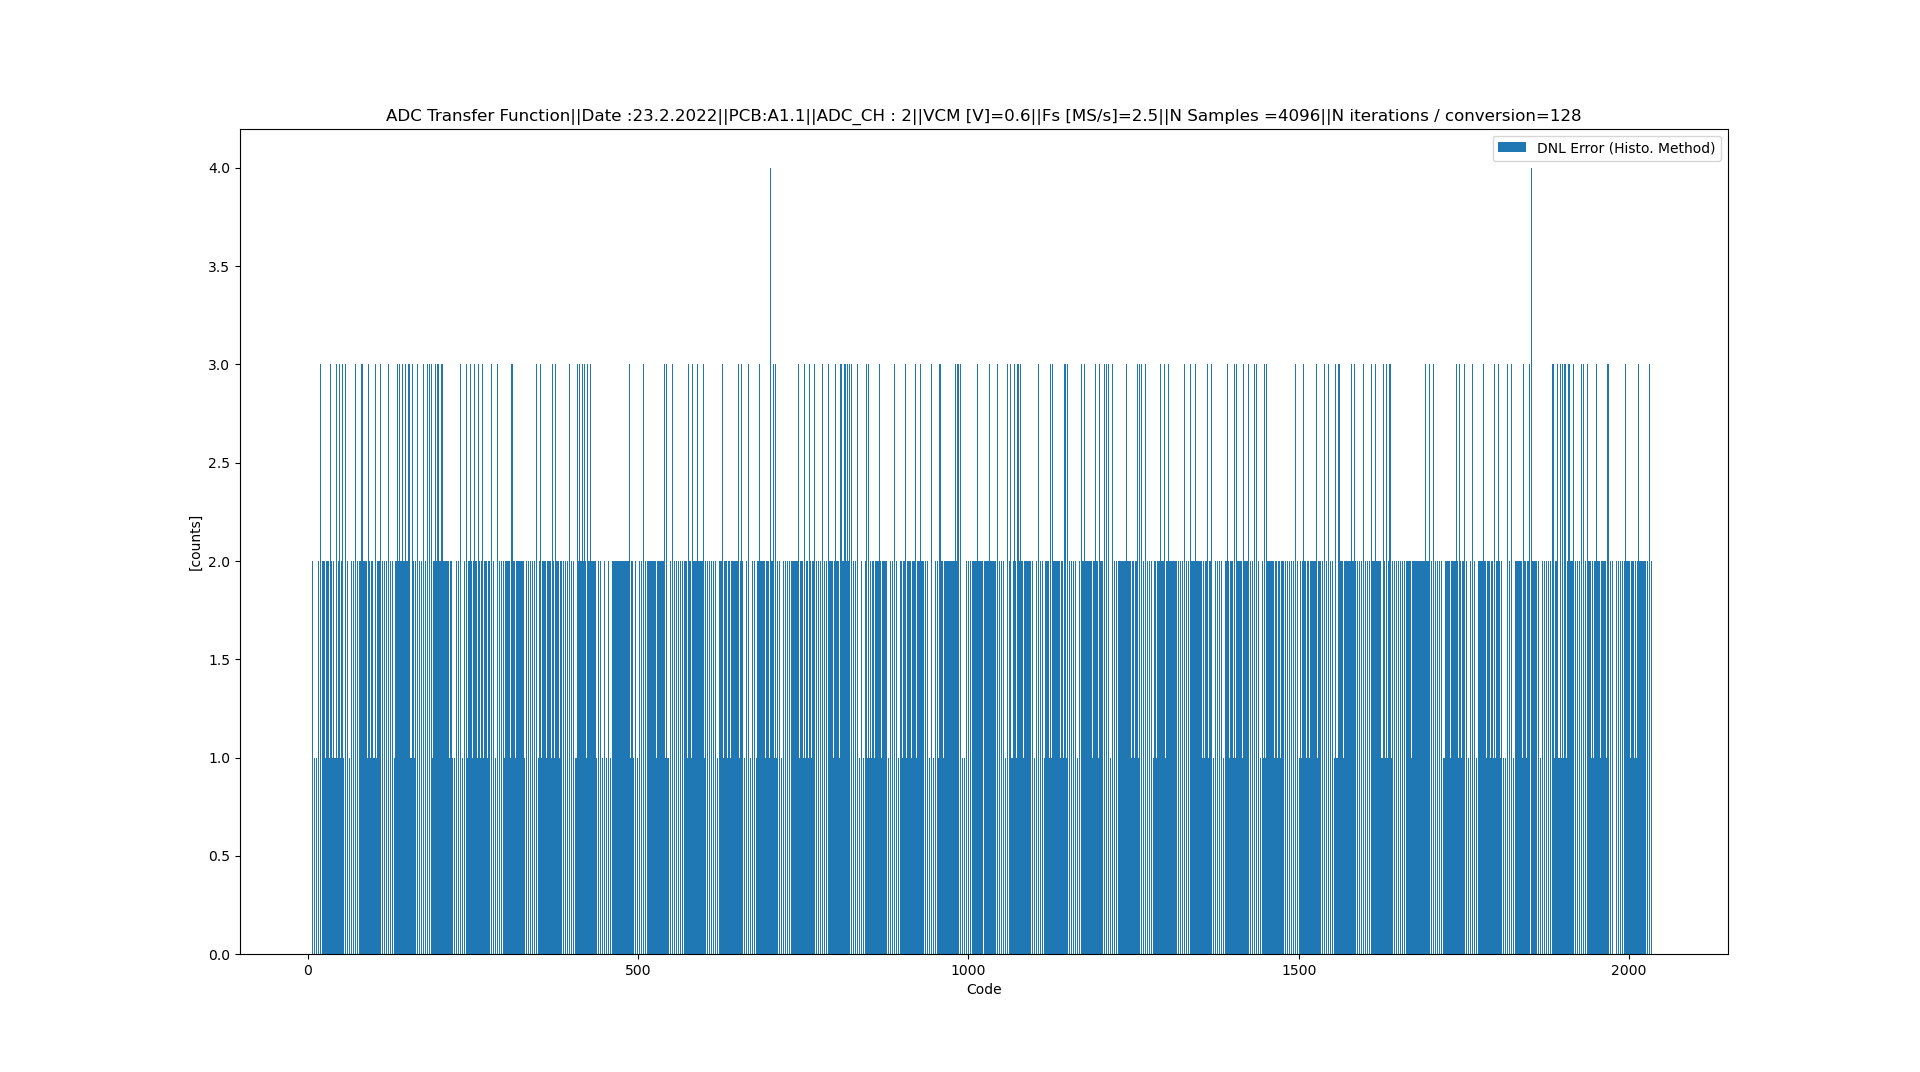 ADC Transfer Function||Date :23.2.2022||PCB:A1.1||ADC_CH : 2||VCM [V]=0.6||Fs [MS/s]=2.5||N Samples =4096||N iterations / conversion=128
DNL Error (Histo. Method)
4.0
3.5
3.0
2.5
2.0
1.5
1.0
0.5
0.0
[counts]
0 500 1000 1500 2000
Code